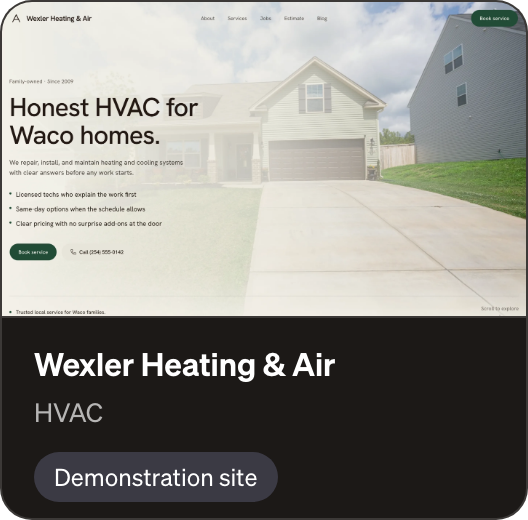 Wexler Heating & Air
About Services Jobs Estimate Blog
Book service
Family-owned · Since 2009
Honest HVAC for
Waco homes.
We repair, install, and maintain heating and cooling systems
with clear answers before any work starts.
Licensed techs who explain the work first
Same-day options when the schedule allows
Clear pricing with no surprise add-ons at the door
Book service
Call (254) 555-0142
Trusted local service for Waco families.
Scroll to explore
Wexler Heating & Air
HVAC
Demonstration site